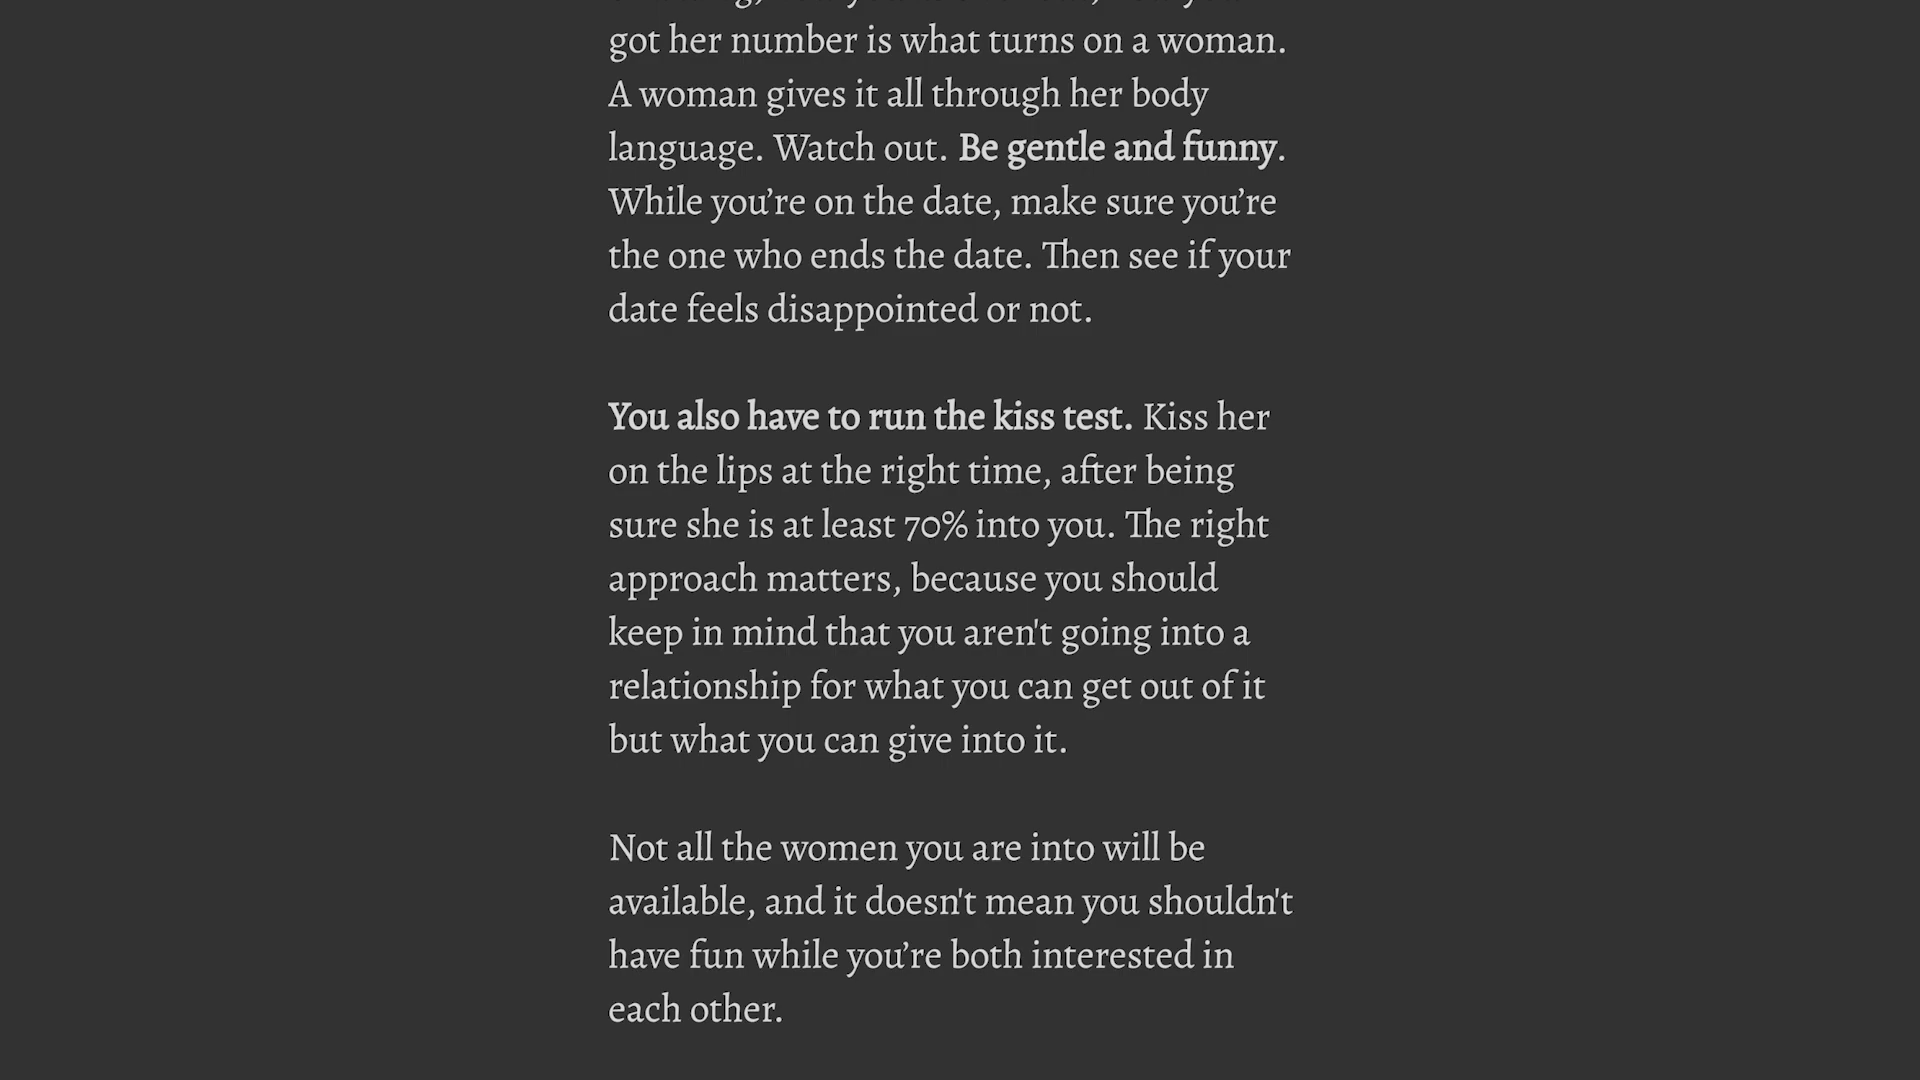 got her number is what turns on a woman.
A woman gives it all through her body
language. Watch out. Be gentle and funny.
While you’re on the date, make sure you’re
the one who ends the date. Then see if your
date feels disappointed or not.
You also have to run the kiss test. Kiss her
on the lips at the right time, after being
sure she is at least 70% into you. The right
approach matters, because you should
keep in mind that you aren't going into a
relationship for what you can get out of it
but what you can give into it.
Not all the women you are into will be
available, and it doesn't mean you shouldn't
have fun while you’re both interested in
each other.